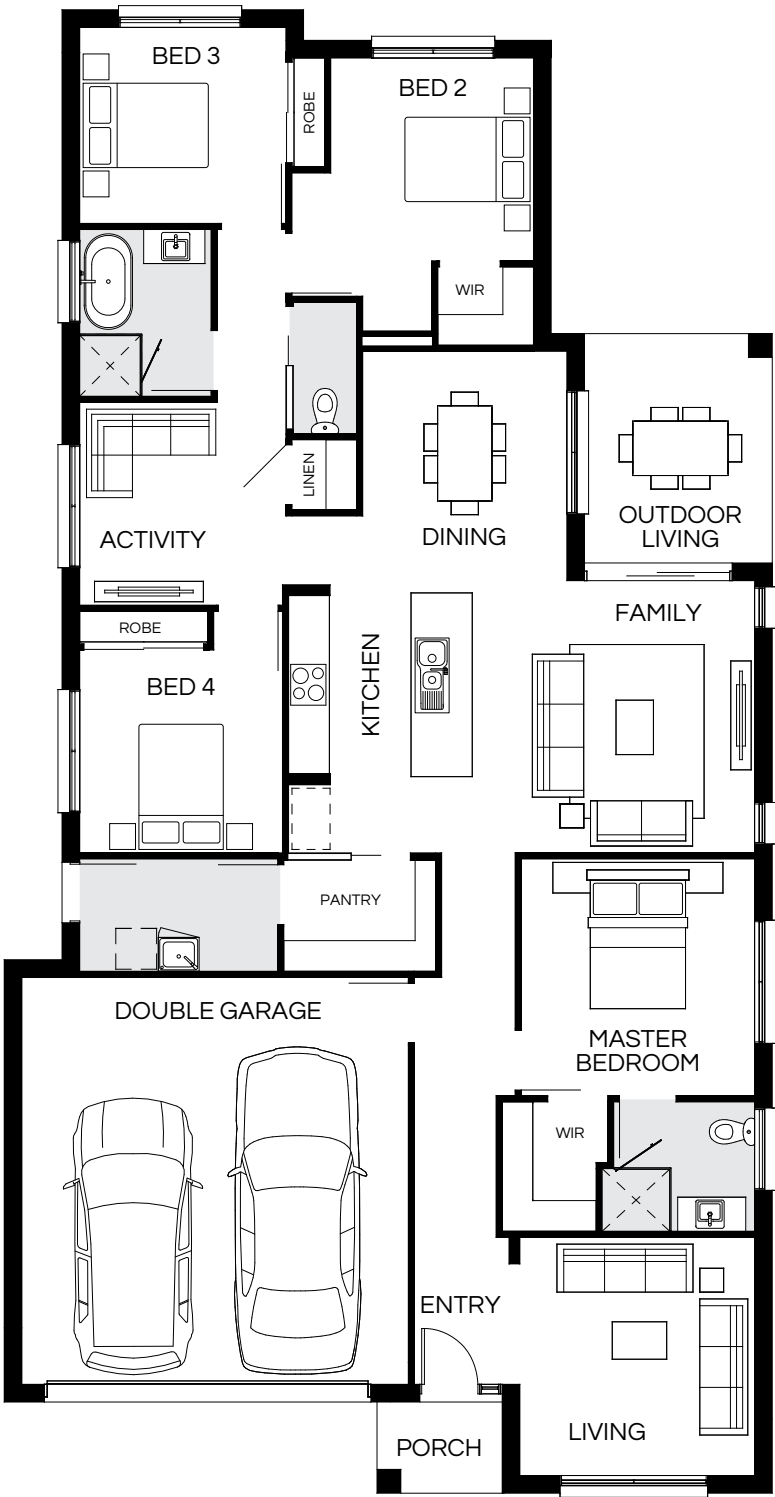 BED 3
BED 2
ROBE
WIR
LINEN
DINING
OUTDOOR
LIVING
ACTIVITY
FAMILY
ROBE
KITCHEN
BED 4
PANTRY
DOUBLE GARAGE
MASTER
BEDROOM
WIR
ENTRY
LIVING
PORCH